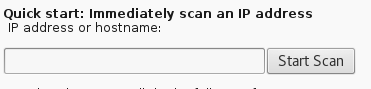 Quick start: Immediately scan an IP address
IP address or hostname:
Start Scan